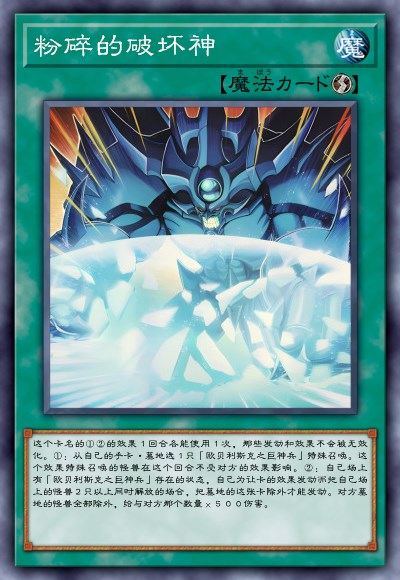 粉碎的破坏神
魔
【魔法カード】
まほう
这个卡名的①②的效果1回合各能使用1次，那些发动和效果不会被无效
化。①：从自己的手卡·墓地选1只「欧贝利斯克之巨神兵」特殊召唤。这
个效果特殊召唤的怪兽在这个回合不受对方的效果影响。②：自己场上
有「欧贝利斯克之巨神兵」存在的状态，自己为让卡的效果发动而把自己场
上的怪兽2只以上同时解放的场合，把墓地的这张卡除外才能发动。对方墓
地的怪兽全部除外，给与对方那个数量×500伤害。